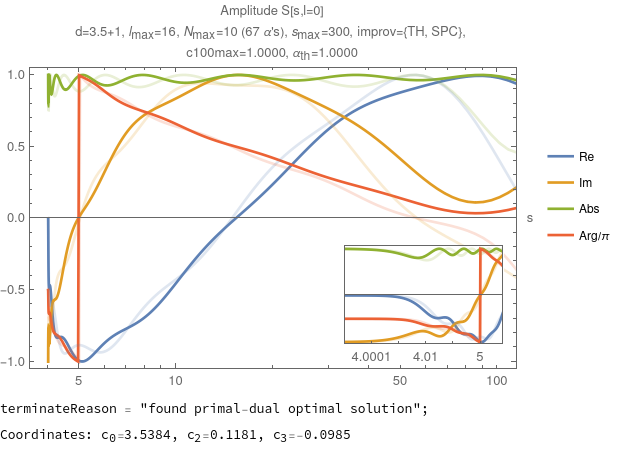 Amplitude S[s,l=0]
d=3.5+1, lmax=16, Nmax=10 (67 α's), smax=300, improv={TH, SPC},
c100max=1.0000, αth=1.0000
1.0
0.5
0.0
-0.5
-1.0
5
10
50
100
s
4.0001
4.01
5
Re
Im
Abs
Arg/π
terminateReason = "found primal-dual optimal solution";
Coordinates: c0=3.5384, c2=0.1181, c3=-0.0985